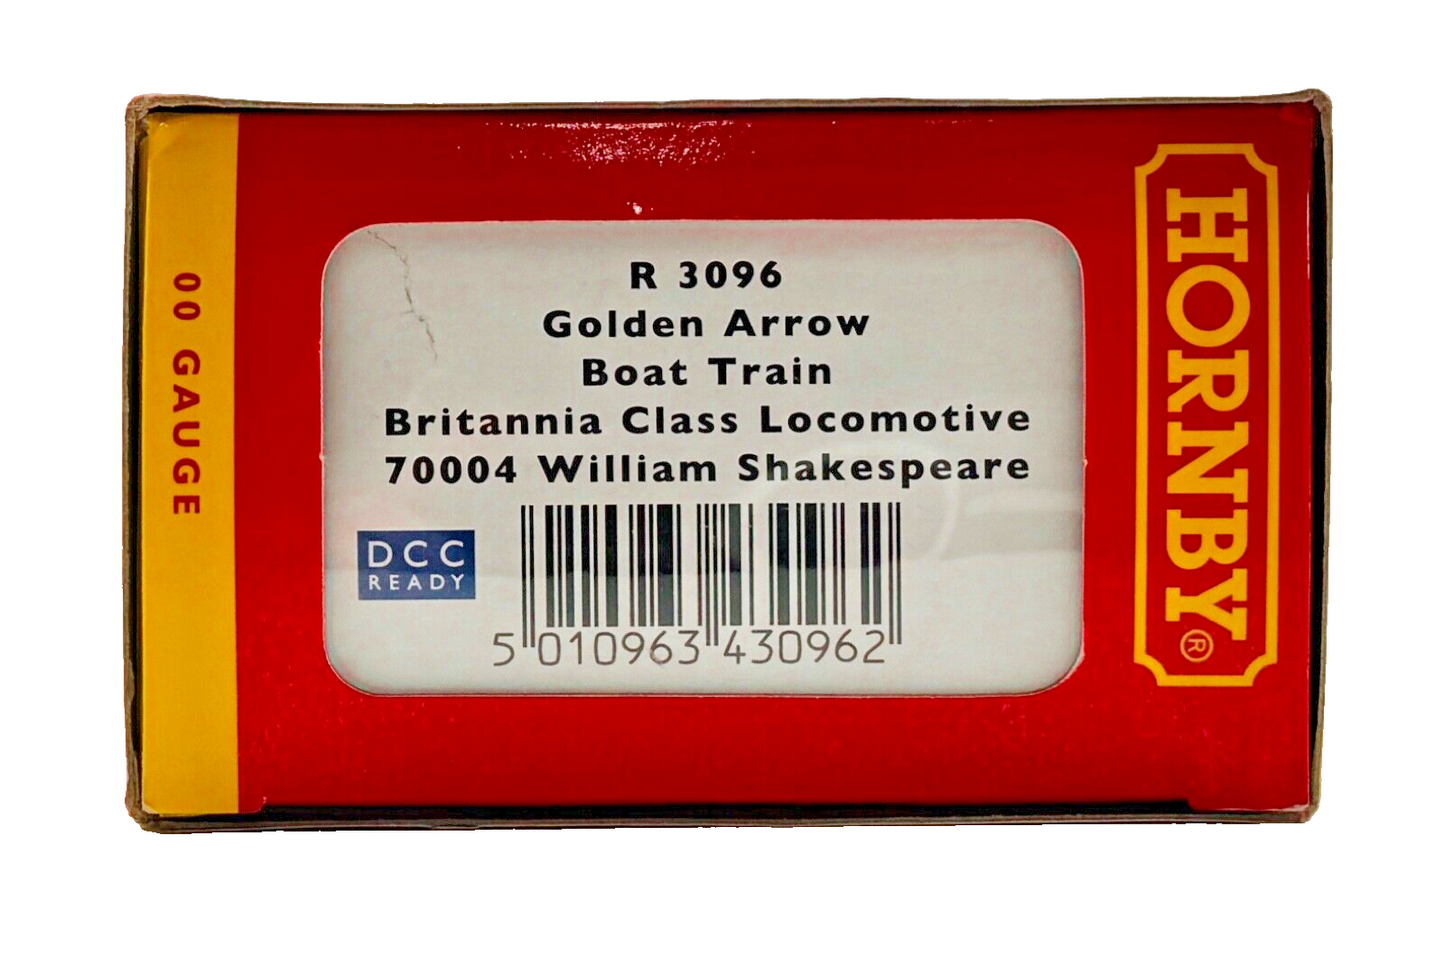 00 GAUGE
R 3096
Golden Arrow
Boat Train
Britannia Class Locomotive
70004 William Shakespeare
DCC
READY
5 010963 430962
HORNBY®